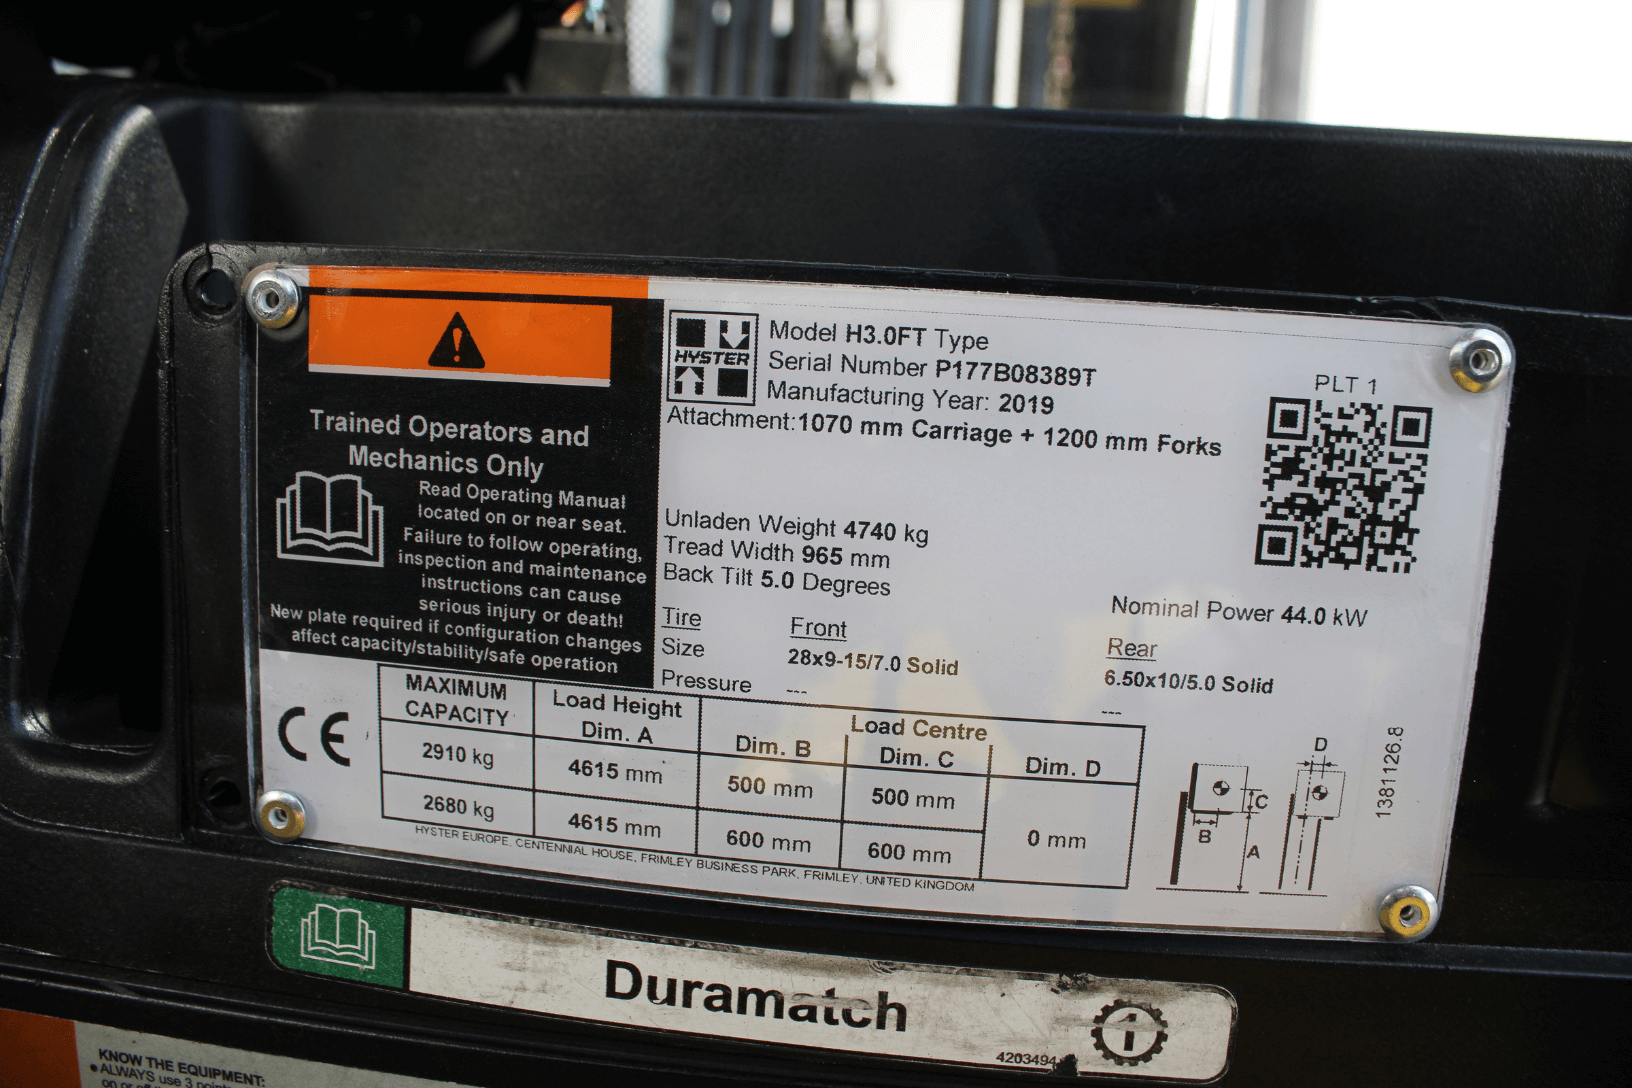 Trained Operators and
Mechanics Only
Read Operating Manual
located on or near seat.
Failure to follow operating,
inspection and maintenance
instructions can cause
serious injury or death!
New plate required if configuration changes
affect capacity/stability/safe operation
HYSTER
Model H3.0FT Type
Serial Number P177B08389T
Manufacturing Year: 2019
Attachment:1070 mm Carriage + 1200 mm Forks
PLT 1
Unladen Weight 4740 kg
Tread Width 965 mm
Back Tilt 5.0 Degrees
Nominal Power 44.0 kW
Tire Front Rear
Size 28x9-15/7.0 Solid 6.50x10/5.0 Solid
Pressure --- ---
CE
MAXIMUM CAPACITY Load Height Dim. A Load Centre
Dim. B Dim. C Dim. D
2910 kg 4615 mm 500 mm 500 mm 0 mm
2680 kg 4615 mm 600 mm 600 mm
D
C
B
A
1381126.8
HYSTER EUROPE, CENTENNIAL HOUSE, FRIMLEY BUSINESS PARK, FRIMLEY, UNITED KINGDOM
Duramatch
4203494
KNOW THE EQUIPMENT:
• ALWAYS use 3
on or off